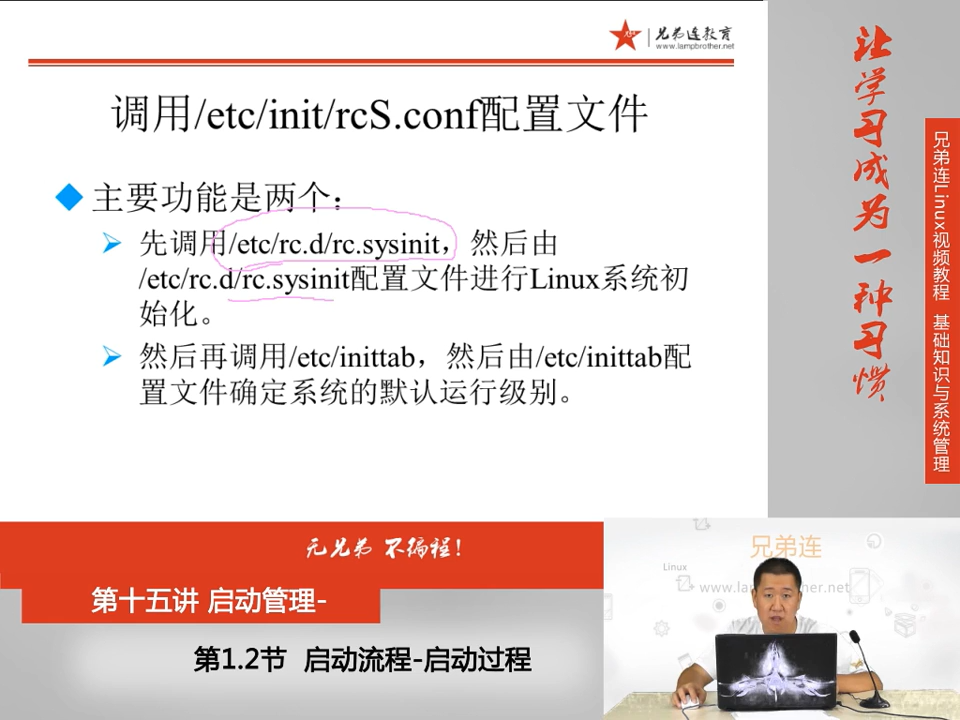 兄弟连教育
www.lampbrother.net
调用/etc/init/rcS.conf配置文件
主要功能是两个：
先调用/etc/rc.d/rc.sysinit，然后由
/etc/rc.d/rc.sysinit配置文件进行Linux系统初
始化。
然后再调用/etc/inittab，然后由/etc/inittab配
置文件确定系统的默认运行级别。
让学习成为一种习惯
兄弟连Linux视频教程 基础知识与系统管理
无兄弟 不编程!
第十五讲 启动管理-
第1.2节 启动流程-启动过程
兄弟连
Linux